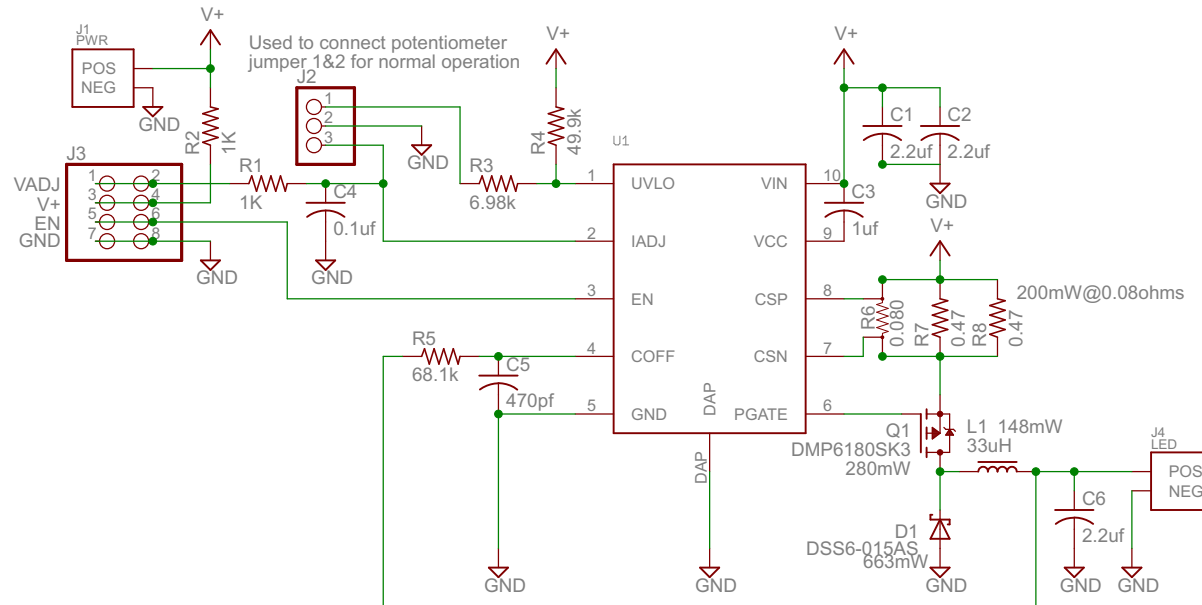 J1
PWR
POS
NEG
GND
V+
R2
1K
Used to connect potentiometer
jumper 1&2 for normal operation
J2
1
2
3
GND
V+
R4
49.9k
R3
6.98k
J3
VADJ
V+
EN
GND
1 2
3 4
5 6
7 8
GND
R1
1K
C4
0.1uf
GND
U1
1 UVLO
2 IADJ
3 EN
4 COFF
5 GND
VIN 10
VCC 9
CSP 8
CSN 7
PGATE 6
DAP
DAP
GND
R5
68.1k
C5
470pf
GND
V+
C1
2.2uf
C2
2.2uf
GND
C3
1uf
V+
R6
0.080
R7
0.47
R8
0.47
200mW@0.08ohms
Q1
DMP6180SK3
280mW
L1 148mW
33uH
D1
DSS6-015AS
663mW
GND
C6
2.2uf
GND
J4
LED
POS
NEG
GND